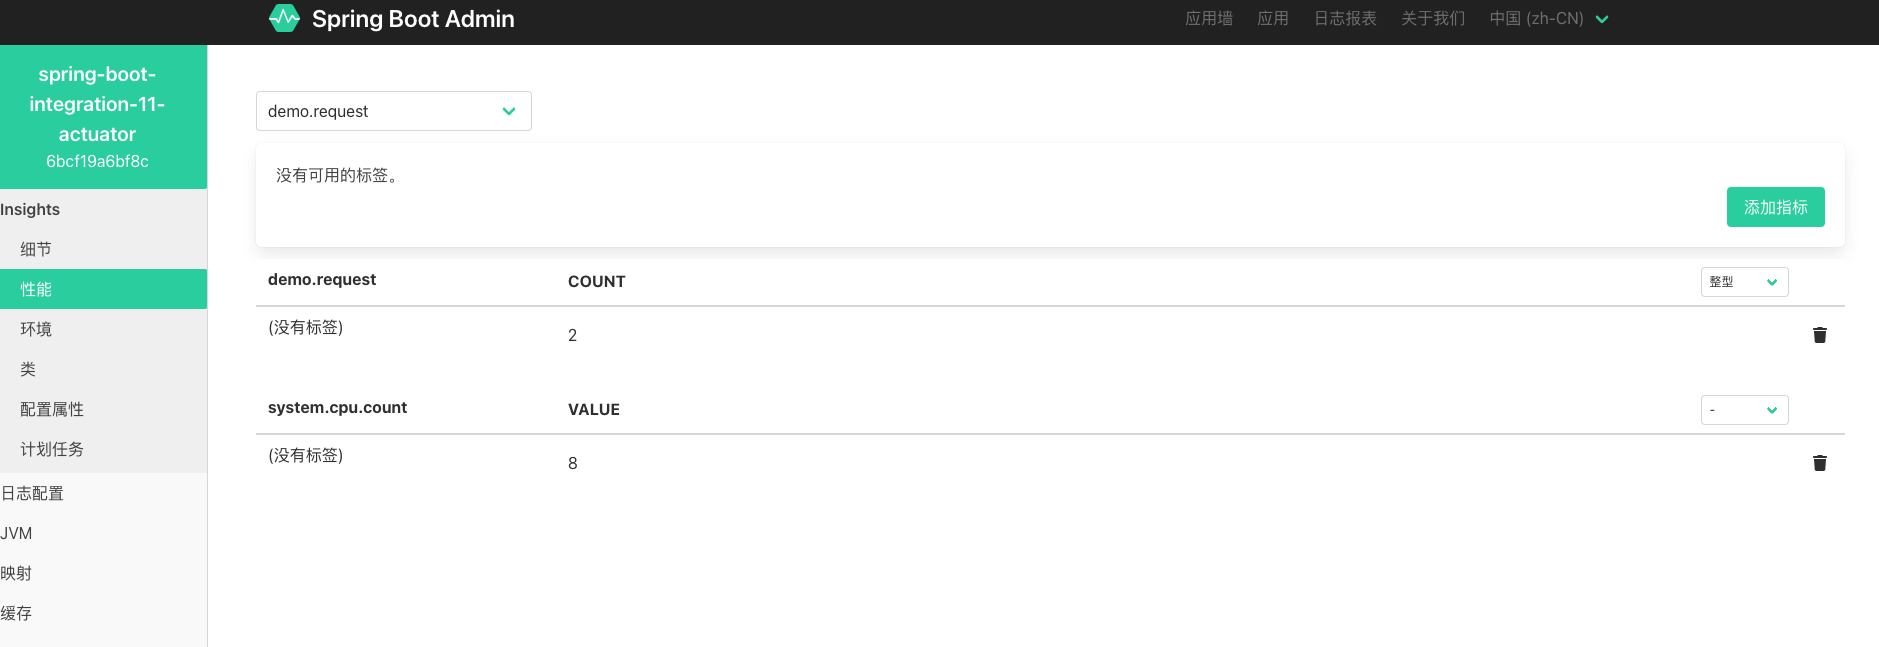 Spring Boot Admin
应用墙 应用 日志报表 关于我们 中国 (zh-CN)
spring-boot-
integration-11-
actuator
6bcf19a6bf8c
Insights
细节
性能
环境
类
配置属性
计划任务
日志配置
JVM
映射
缓存
demo.request
没有可用的标签。
添加指标
demo.request COUNT 整型
(没有标签) 2
system.cpu.count VALUE -
(没有标签) 8